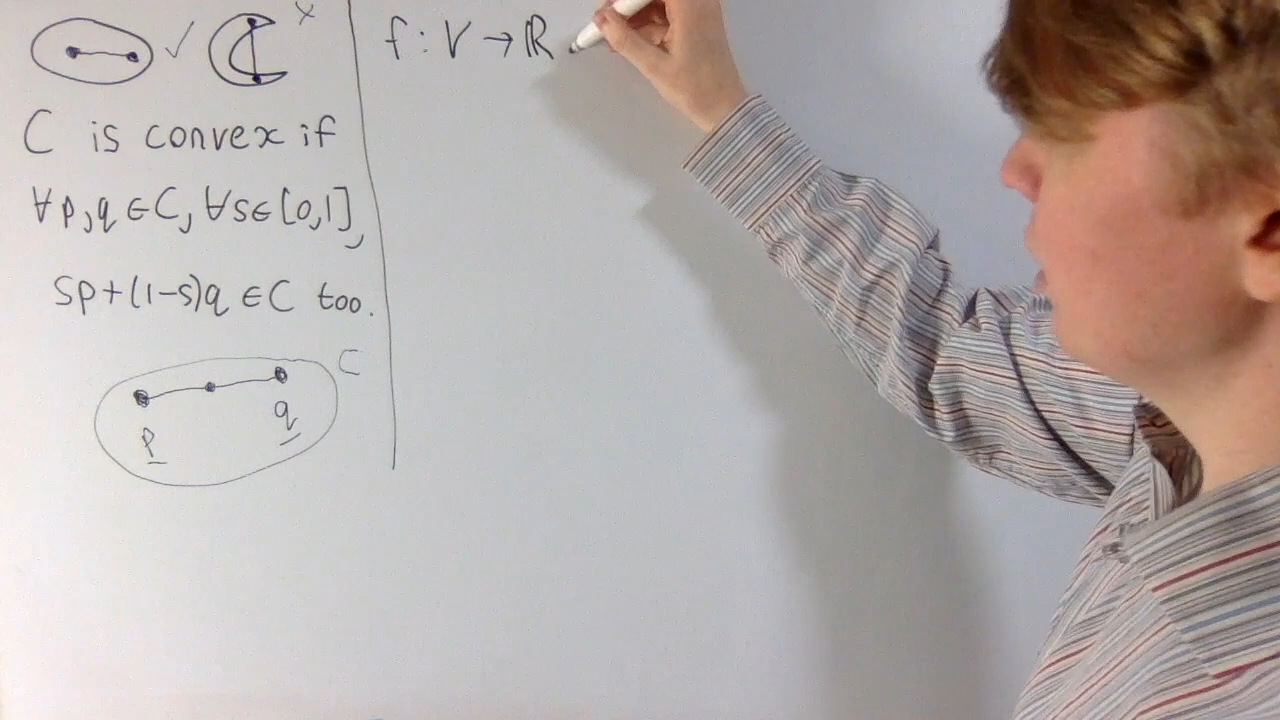 ✓ x
C is convex if
∀p,q ∈ C, ∀s∈[0,1],
sp+(1-s)q ∈ C too.
C
p
q
f : V → ℝ